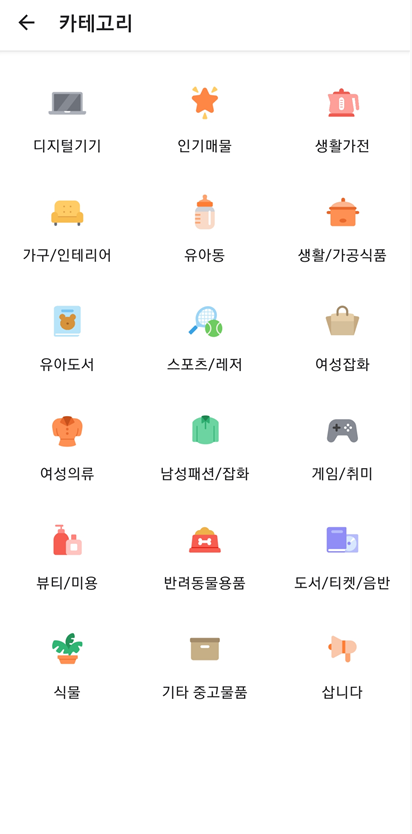 카테고리
디지털기기
인기매물
생활가전
가구/인테리어
유아동
생활/가공식품
유아도서
스포츠/레저
여성잡화
여성의류
남성패션/잡화
게임/취미
뷰티/미용
반려동물용품
도서/티켓/음반
식물
기타 중고물품
삽니다